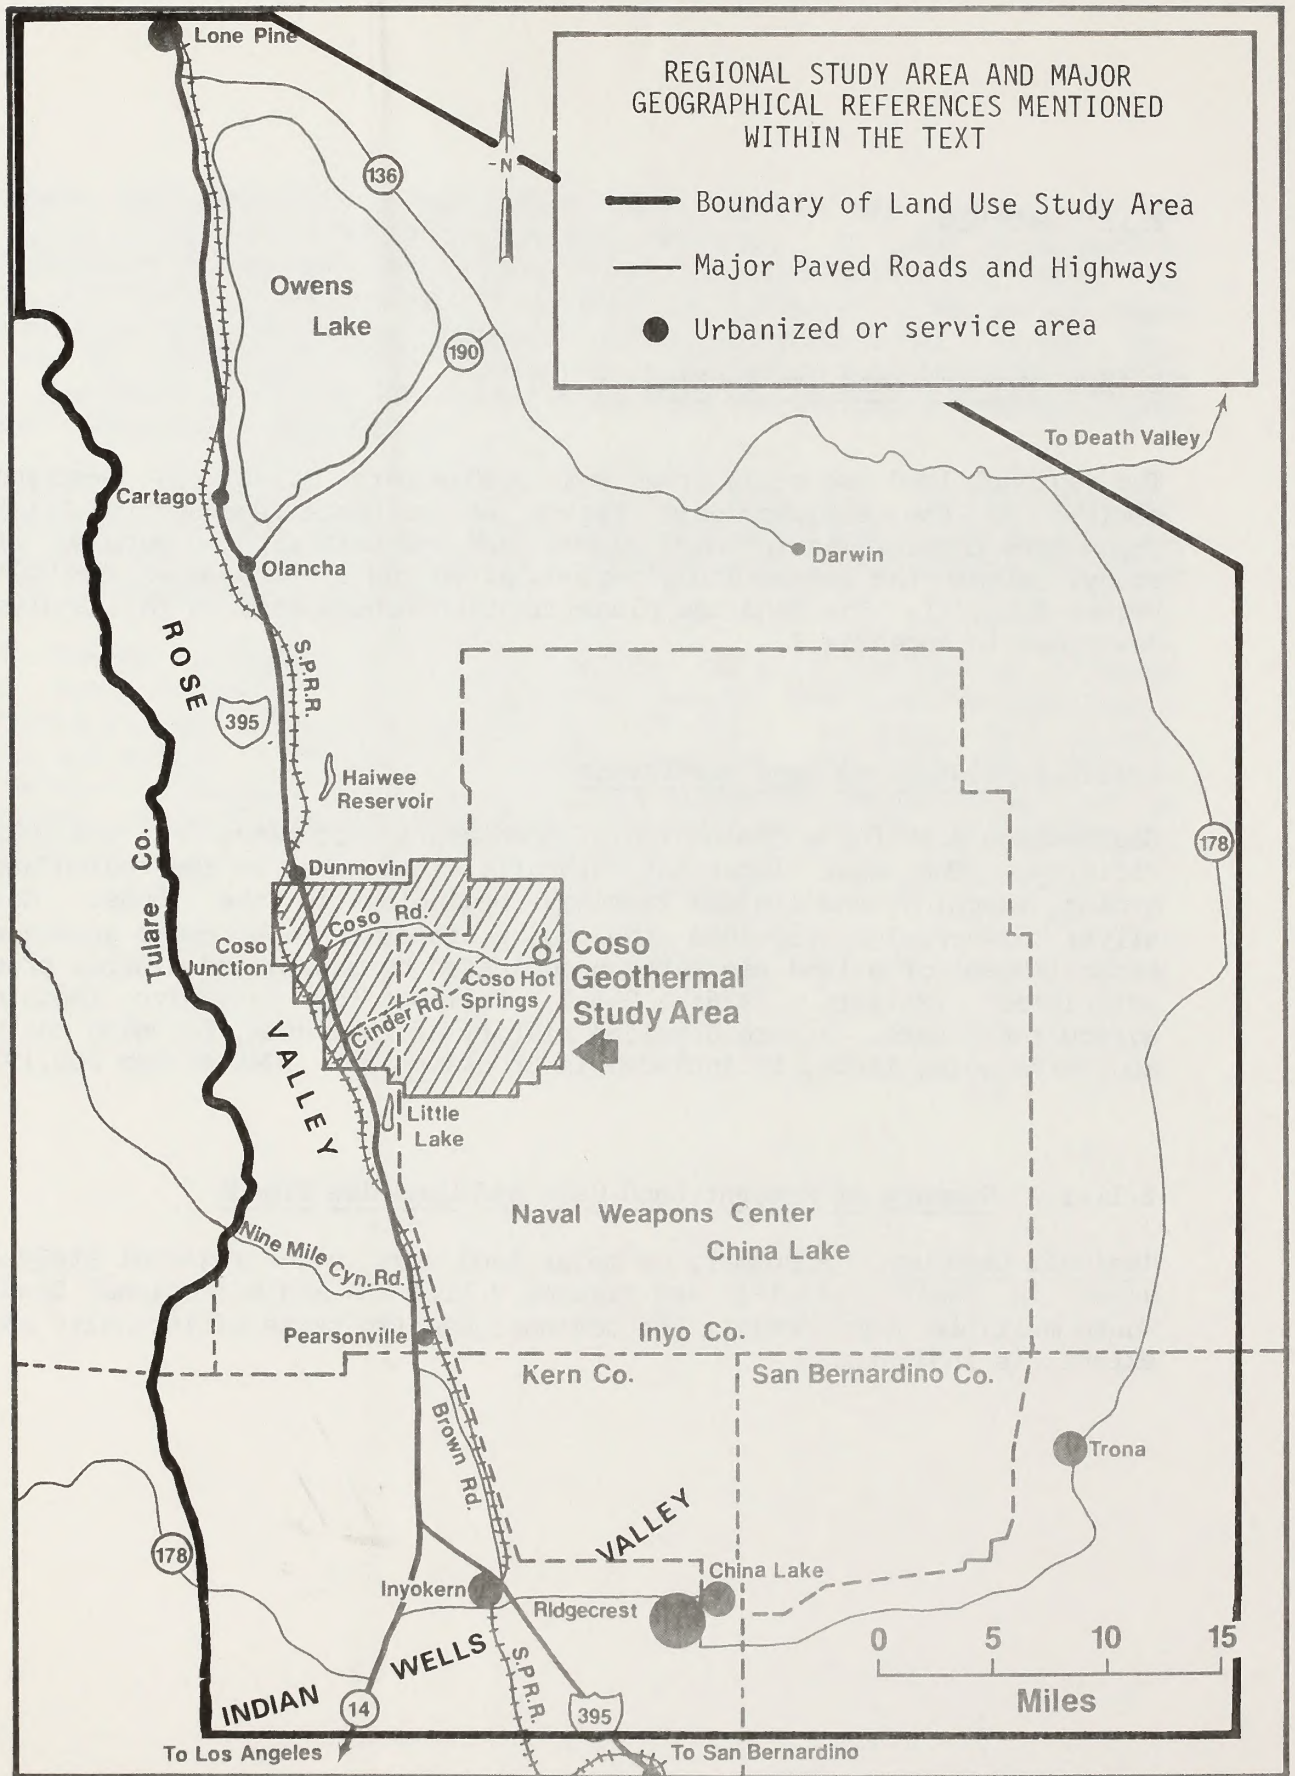 Lone Pine
REGIONAL STUDY AREA AND MAJOR
GEOGRAPHICAL REFERENCES MENTIONED
WITHIN THE TEXT
Boundary of Land Use Study Area
Major Paved Roads and Highways
Urbanized or service area
-N-
136
Owens
Lake
190
To Death Valley
Cartago
Olancha
Darwin
ROSE
S.P.R.R.
395
Haiwee
Reservoir
178
Tulare Co.
Dunmovin
Coso Rd.
Coso
Junction
Coso Hot
Springs
Cinder Rd.
Coso
Geothermal
Study Area
VALLEY
Little
Lake
Naval Weapons Center
China Lake
Nine Mile
Cyn. Rd.
Pearsonville
Inyo Co.
Kern Co.
San Bernardino Co.
Brown Rd.
Trona
178
VALLEY
China Lake
Inyokern
Ridgecrest
WELLS
INDIAN
S.P.R.R.
14
395
0 5 10 15
Miles
To Los Angeles
To San Bernardino